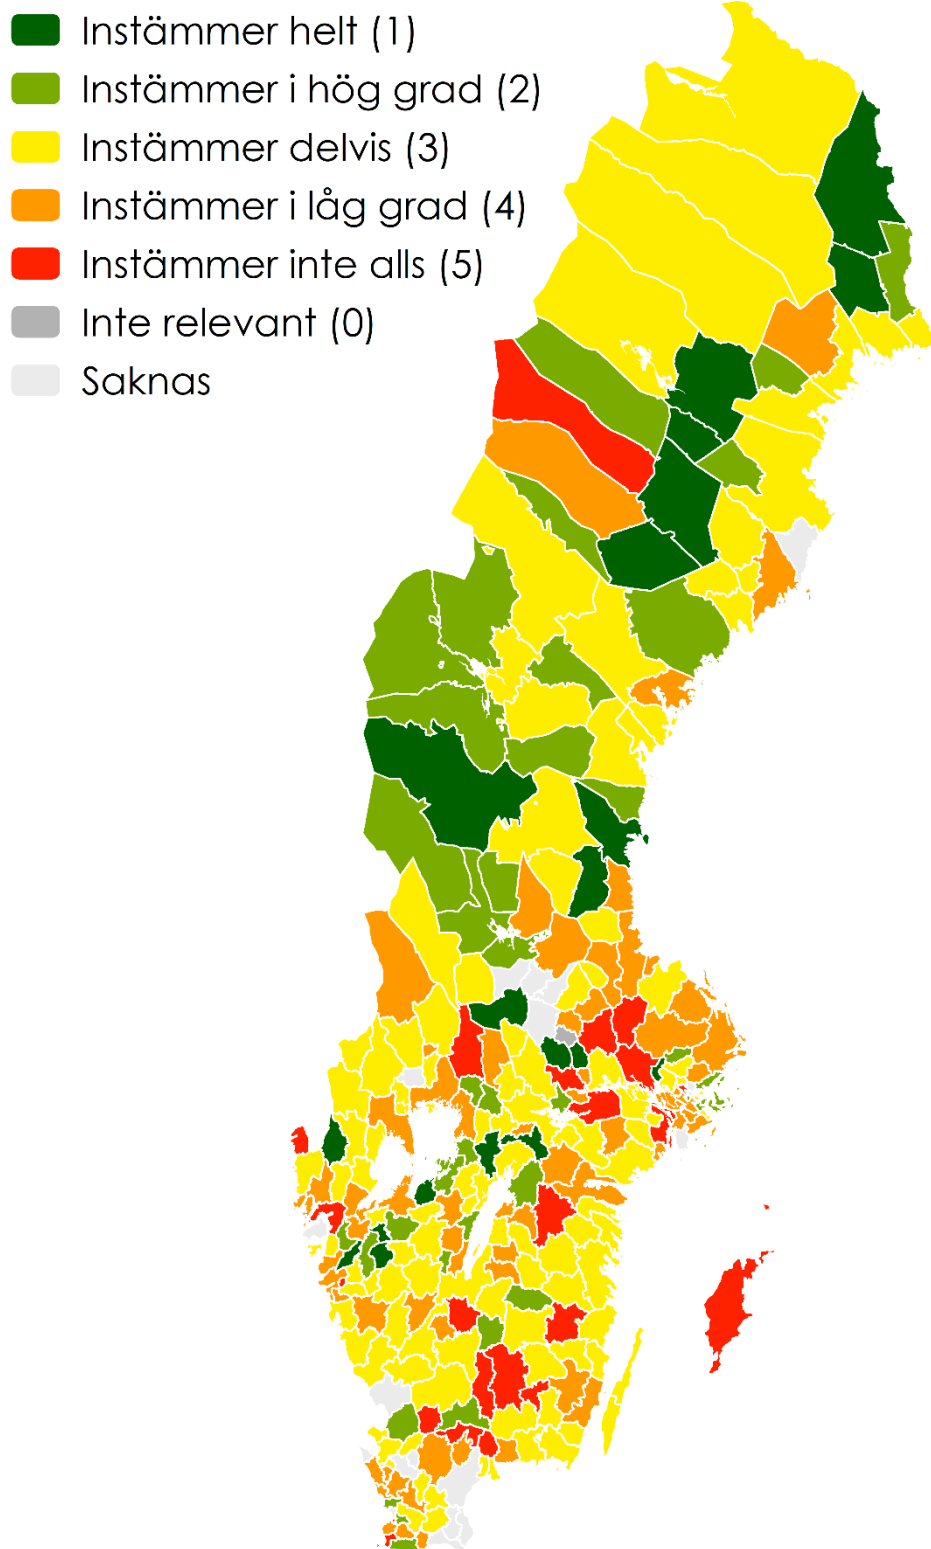 Instämmer helt (1)
Instämmer i hög grad (2)
Instämmer delvis (3)
Instämmer i låg grad (4)
Instämmer inte alls (5)
Inte relevant (0)
Saknas